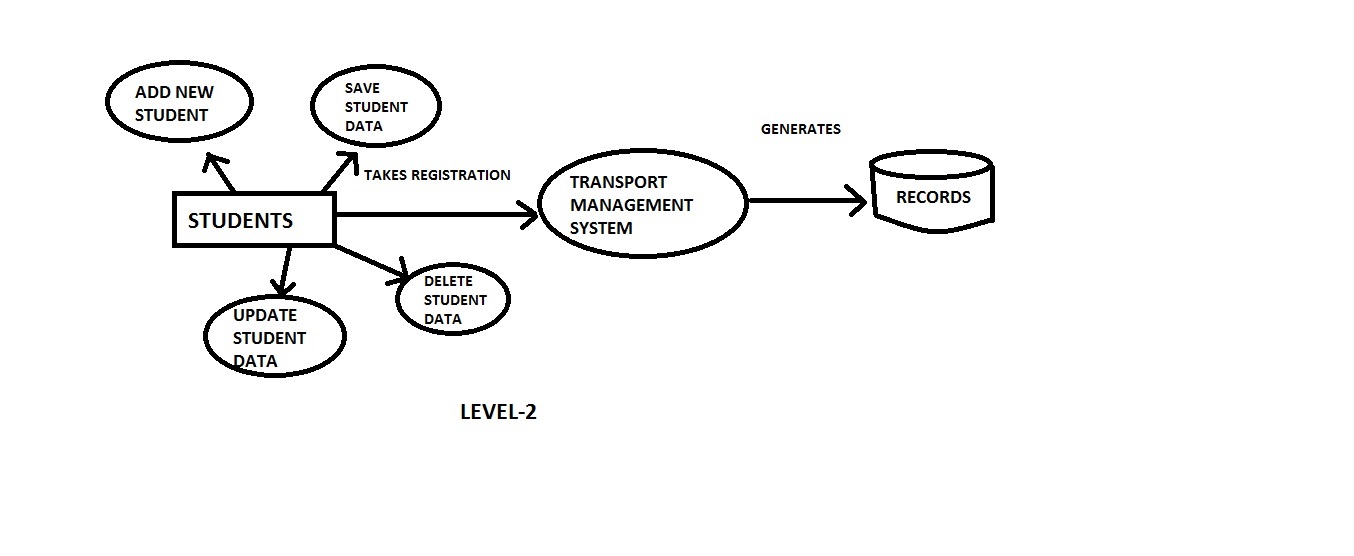 ADD NEW
STUDENT
SAVE
STUDENT
DATA
GENERATES
TAKES REGISTRATION
TRANSPORT
MANAGEMENT
SYSTEM
RECORDS
STUDENTS
DELETE
STUDENT
DATA
UPDATE
STUDENT
DATA
LEVEL-2